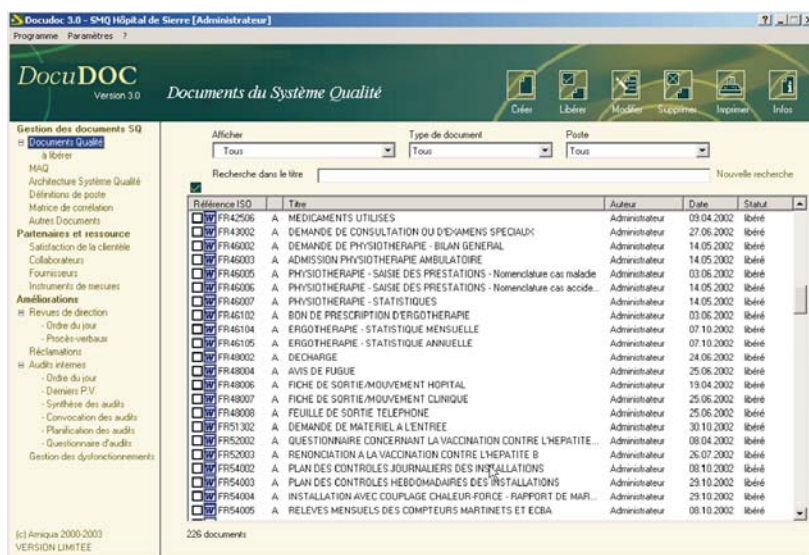 Docudoc 3.0 - SMQ Hôpital de Sierre [Administrateur]
Programme Paramètres ?
DocuDOC
Version 3.0
Documents du Système Qualité
Créer Libérer Modifier Supprimer Imprimer Infos
Gestion des documents SQ
Documents Qualité
à libérer
MAQ
Architecture Système Qualité
Définitions de poste
Matrice de corrélation
Autres Documents
Partenaires et ressource
Satisfaction de la clientèle
Collaborateurs
Fournisseurs
Instruments de mesures
Améliorations
Revues de direction
- Ordre du jour
- Procès-verbaux
Réclamations
Audits internes
- Ordre du jour
- Derniers P.V.
- Synthèse des audits
- Convocation des audits
- Planification des audits
- Questionnaire d'audits
Gestion des dysfonctionnements
(c) Amiqua 2000-2003
VERSION LIMITEE
Afficher Type de document Poste
Tous Tous Tous
Recherche dans le titre Nouvelle recherche
Référence ISO Titre Auteur Date Statut
FR42506 A MEDICAMENTS UTILISES Administrateur 09.04.2002 libéré
FR43002 A DEMANDE DE CONSULTATION OU D'EXAMENS SPECIAUX Administrateur 27.06.2002 libéré
FR46002 A DEMANDE DE PHYSIOTHERAPIE - BILAN GENERAL Administrateur 14.05.2002 libéré
FR46003 A ADMISSION PHYSIOTHERAPIE AMBULATOIRE Administrateur 14.05.2002 libéré
FR46005 A PHYSIOTHERAPIE - SAISIE DES PRESTATIONS - Nomenclature cas maladie Administrateur 03.06.2002 libéré
FR46006 A PHYSIOTHERAPIE - SAISIE DES PRESTATIONS - Nomenclature cas accide... Administrateur 14.05.2002 libéré
FR46007 A PHYSIOTHERAPIE - STATISTIQUES Administrateur 14.05.2002 libéré
FR46102 A BON DE PRESCRIPTION D'ERGOTHERAPIE Administrateur 03.06.2002 libéré
FR46104 A ERGOTHERAPIE - STATISTIQUE MENSUELLE Administrateur 07.10.2002 libéré
FR46105 A ERGOTHERAPIE - STATISTIQUE ANNUELLE Administrateur 07.10.2002 libéré
FR48002 A DECHARGE Administrateur 24.06.2002 libéré
FR48004 A AVIS DE FUGUE Administrateur 25.06.2002 libéré
FR48006 A FICHE DE SORTIE/MOUVEMENT HOPITAL Administrateur 19.04.2002 libéré
FR48007 A FICHE DE SORTIE/MOUVEMENT CLINIQUE Administrateur 25.06.2002 libéré
FR48008 A FEUILLE DE SORTIE TELEPHONE Administrateur 25.06.2002 libéré
FR51302 A DEMANDE DE MATERIEL A L'ENTREE Administrateur 30.10.2002 libéré
FR52002 A QUESTIONNAIRE CONCERNANT LA VACCINATION CONTRE L'HEPATITE... Administrateur 08.04.2002 libéré
FR52003 A RENONCIATION A LA VACCINATION CONTRE L'HEPATITE B Administrateur 26.07.2002 libéré
FR54002 A PLAN DES CONTROLES JOURNALIERS DES INSTALLATIONS Administrateur 08.10.2002 libéré
FR54003 A PLAN DES CONTROLES HEBDOMADAIRES DES INSTALLATIONS Administrateur 29.10.2002 libéré
FR54004 A INSTALLATION AVEC COUPLAGE CHALEUR-FORCE - RAPPORT DE MAR... Administrateur 29.10.2002 libéré
FR54005 A RELEVES MENSUELS DES COMPTEURS MARTINETS ET ECBA Administrateur 08.10.2002 libéré
226 documents